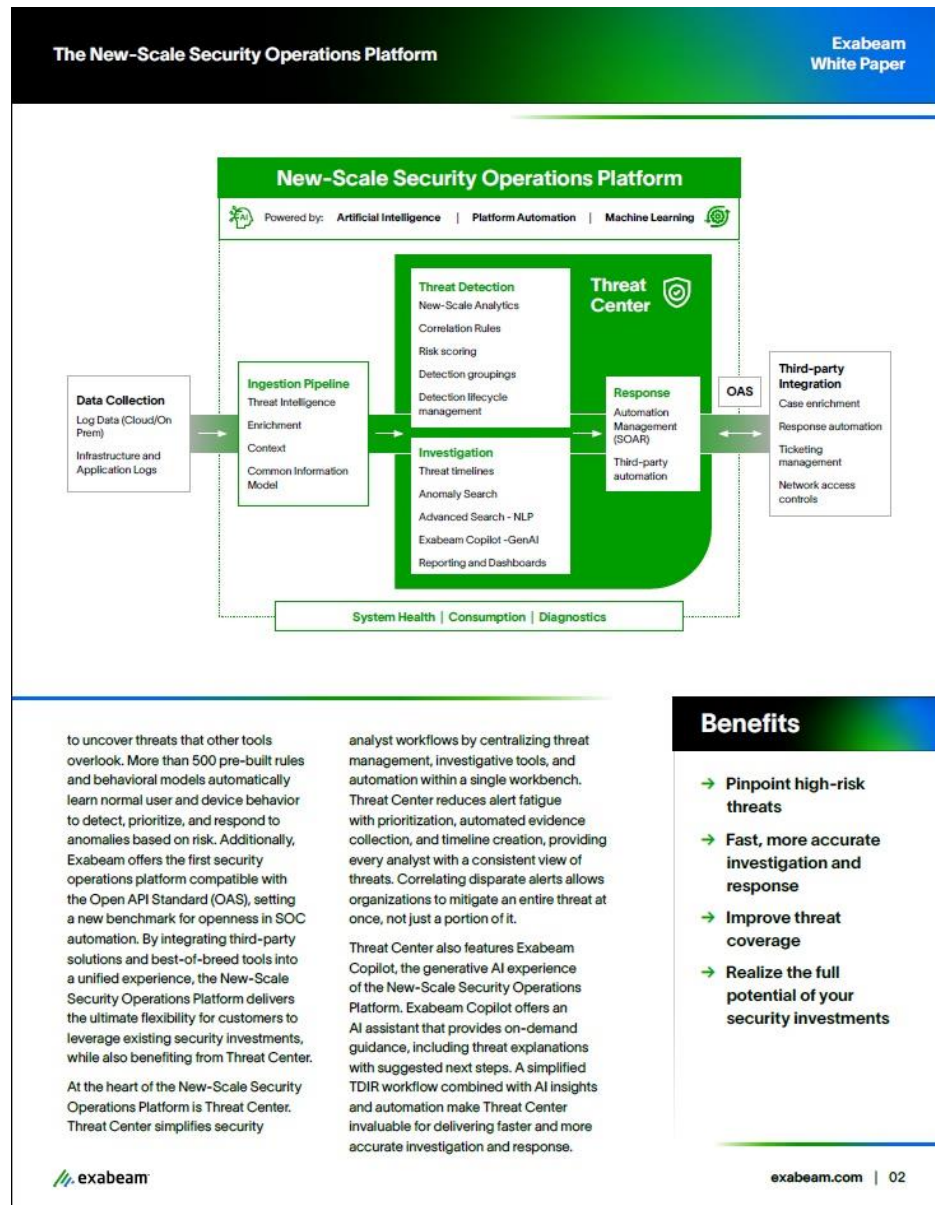 The New-Scale Security Operations Platform
Exabeam
White Paper
New-Scale Security Operations Platform
AI
Powered by: Artificial Intelligence | Platform Automation | Machine Learning
Data Collection
Log Data (Cloud/On
Prem)
Infrastructure and
Application Logs
Ingestion Pipeline
Threat Intelligence
Enrichment
Context
Common Information
Model
Threat Center
Threat Detection
New-Scale Analytics
Correlation Rules
Risk scoring
Detection groupings
Detection lifecycle
management
Investigation
Threat timelines
Anomaly Search
Advanced Search - NLP
Exabeam Copilot -GenAI
Reporting and Dashboards
Response
Automation
Management
(SOAR)
Third-party
automation
OAS
Third-party
Integration
Case enrichment
Response automation
Ticketing
management
Network access
controls
System Health | Consumption | Diagnostics
to uncover threats that other tools
overlook. More than 500 pre-built rules
and behavioral models automatically
learn normal user and device behavior
to detect, prioritize, and respond to
anomalies based on risk. Additionally,
Exabeam offers the first security
operations platform compatible with
the Open API Standard (OAS), setting
a new benchmark for openness in SOC
automation. By integrating third-party
solutions and best-of-breed tools into
a unified experience, the New-Scale
Security Operations Platform delivers
the ultimate flexibility for customers to
leverage existing security investments,
while also benefiting from Threat Center.
At the heart of the New-Scale Security
Operations Platform is Threat Center.
Threat Center simplifies security
analyst workflows by centralizing threat
management, investigative tools, and
automation within a single workbench.
Threat Center reduces alert fatigue
with prioritization, automated evidence
collection, and timeline creation, providing
every analyst with a consistent view of
threats. Correlating disparate alerts allows
organizations to mitigate an entire threat at
once, not just a portion of it.
Threat Center also features Exabeam
Copilot, the generative AI experience
of the New-Scale Security Operations
Platform. Exabeam Copilot offers an
AI assistant that provides on-demand
guidance, including threat explanations
with suggested next steps. A simplified
TDIR workflow combined with AI insights
and automation make Threat Center
invaluable for delivering faster and more
accurate investigation and response.
Benefits
→ Pinpoint high-risk
threats
→ Fast, more accurate
investigation and
response
→ Improve threat
coverage
→ Realize the full
potential of your
security investments
exabeam
exabeam.com | 02